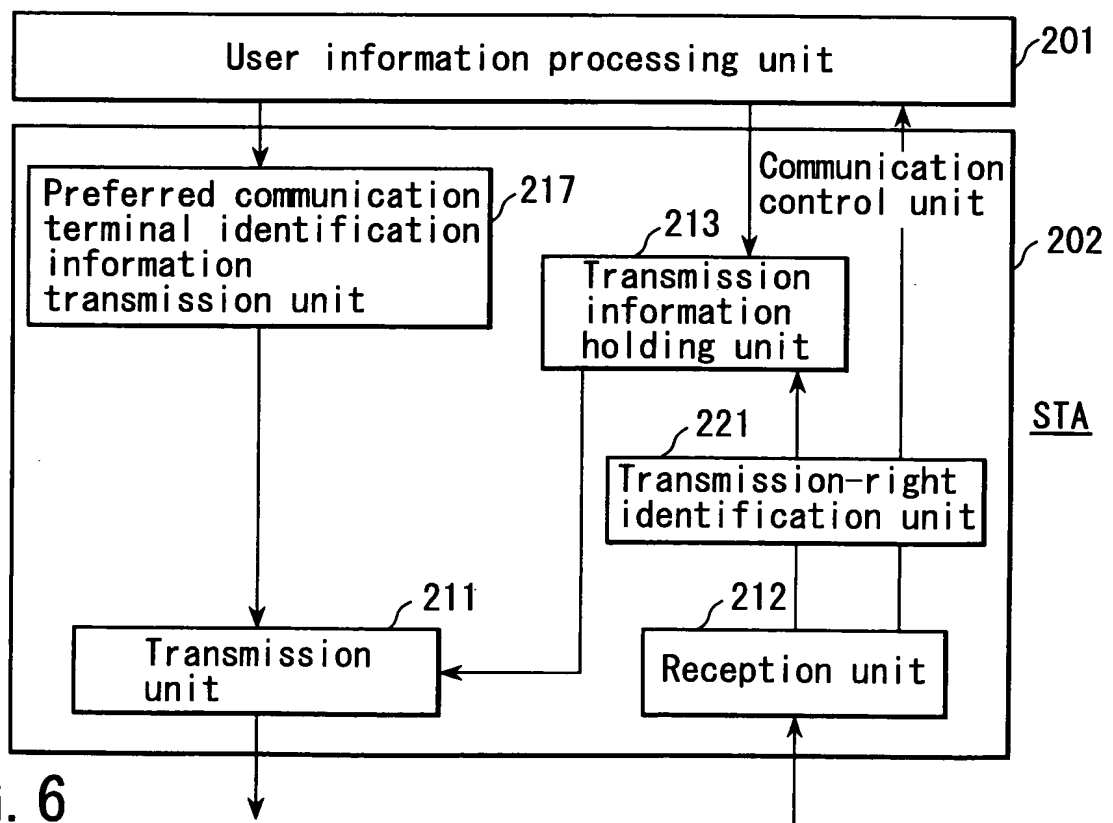 User information processing unit
201
Preferred communication
terminal identification
information
transmission unit
217
Communication
control unit
202
213
Transmission
information
holding unit
STA
221
Transmission-right
identification unit
211
Transmission
unit
212
Reception unit
. 6